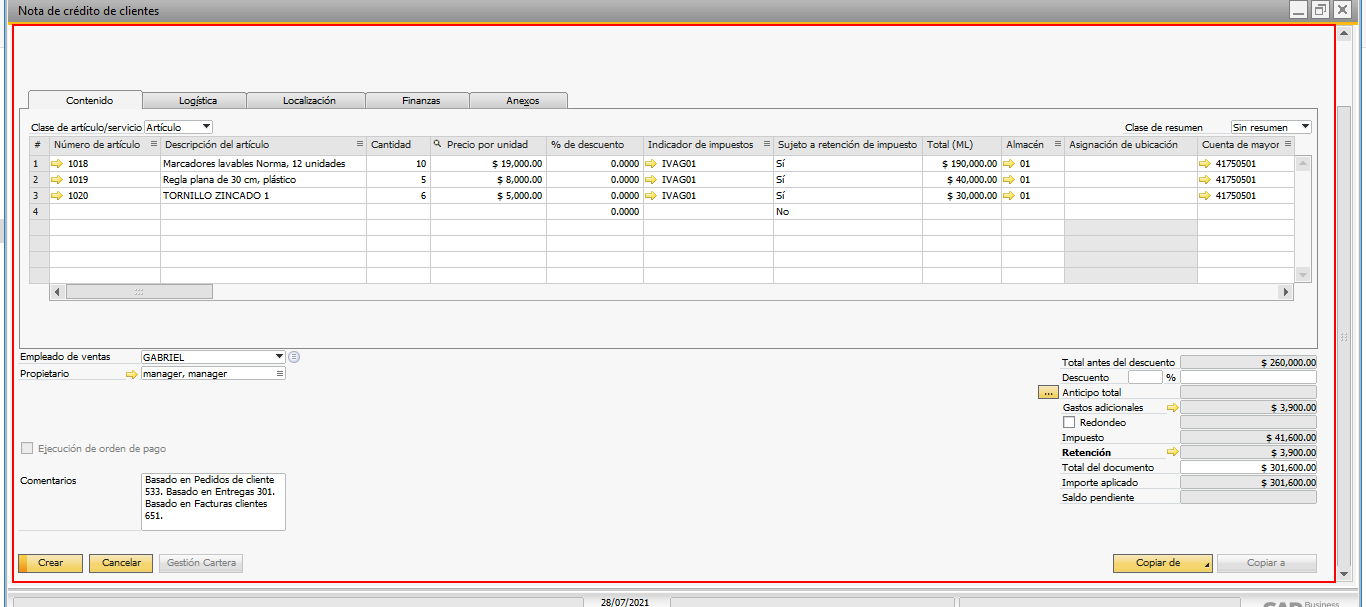 Nota de crédito de clientes
Contenido Logística Localización Finanzas Anexos
Clase de artículo/servicio Artículo Clase de resumen Sin resumen
# Número de artículo Descripción del artículo Cantidad Precio por unidad % de descuento Indicador de impuestos Sujeto a retención de impuesto Total (ML) Almacén Asignación de ubicación Cuenta de mayor
1 1018 Marcadores lavables Norma, 12 unidades 10 $ 19,000.00 0.0000 IVAG01 Sí $ 190,000.00 01 41750501
2 1019 Regla plana de 30 cm, plástico 5 $ 8,000.00 0.0000 IVAG01 Sí $ 40,000.00 01 41750501
3 1020 TORNILLO ZINCADO 1 6 $ 5,000.00 0.0000 IVAG01 Sí $ 30,000.00 01 41750501
4 0.0000 No
Empleado de ventas GABRIEL
Propietario manager, manager
Total antes del descuento $ 260,000.00
Descuento %
... Anticipo total
Gastos adicionales $ 3,900.00
Redondeo
Impuesto $ 41,600.00
Ejecución de orden de pago
Retención $ 3,900.00
Total del documento $ 301,600.00
Importe aplicado $ 301,600.00
Saldo pendiente
Comentarios
Basado en Pedidos de cliente
533. Basado en Entregas 301.
Basado en Facturas clientes
651.
Crear Cancelar Gestión Cartera Copiar de Copiar a
28/07/2021
SAP Business